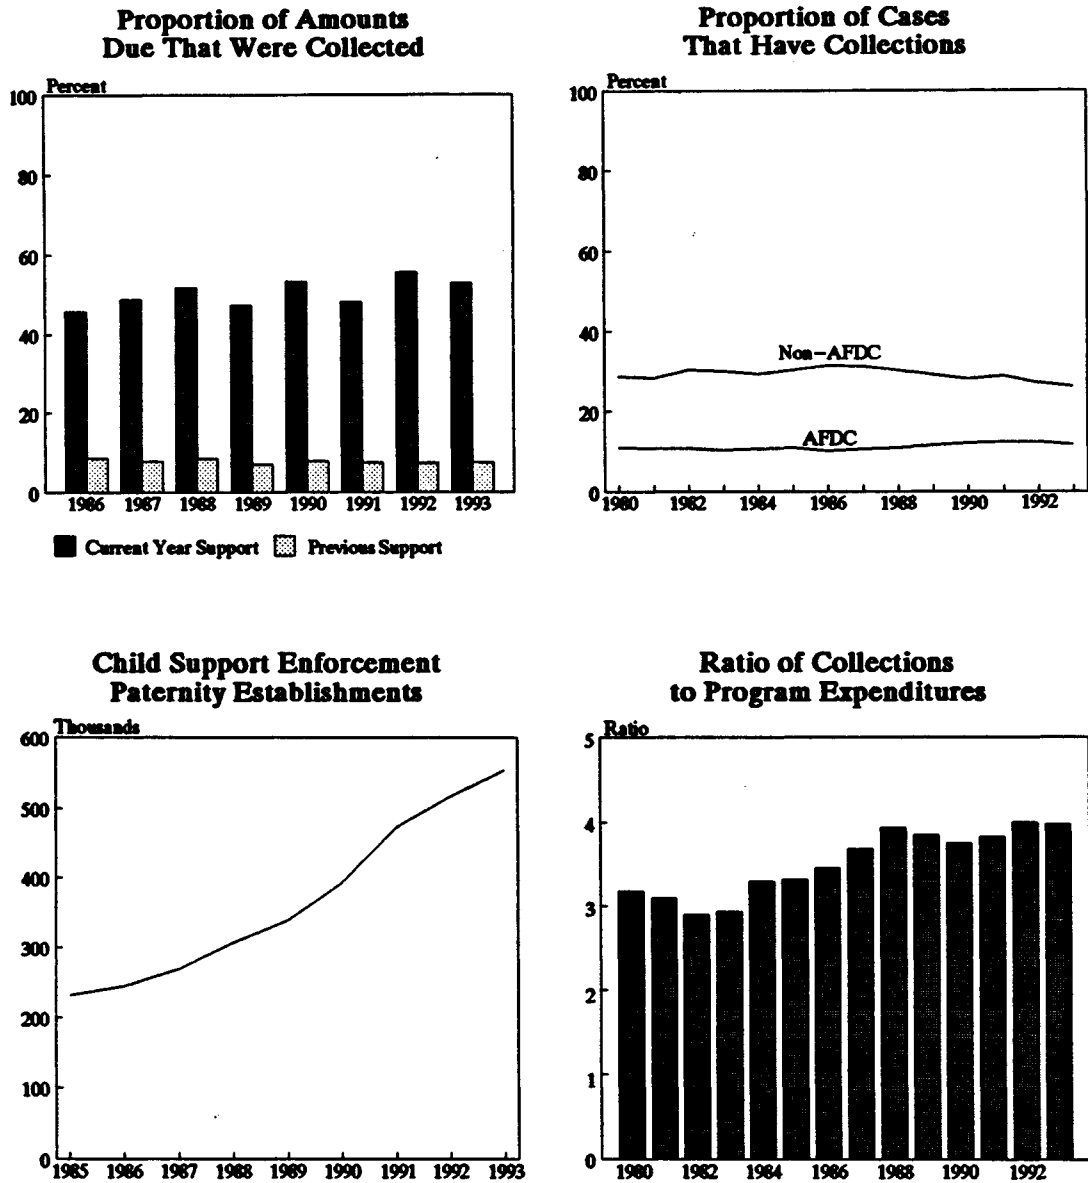 Proportion of Amounts
Due That Were Collected
Percent
100
80
60
40
20
0
1986 1987 1988 1989 1990 1991 1992 1993
Current Year Support Previous Support
Proportion of Cases
That Have Collections
Percent
100
80
60
40
20
0
Non-AFDC
AFDC
1980 1982 1984 1986 1988 1990 1992
Child Support Enforcement
Paternity Establishments
Thousands
600
500
400
300
200
100
0
1985 1986 1987 1988 1989 1990 1991 1992 1993
Ratio of Collections
to Program Expenditures
Ratio
5
4
3
2
1
0
1980 1982 1984 1986 1988 1990 1992